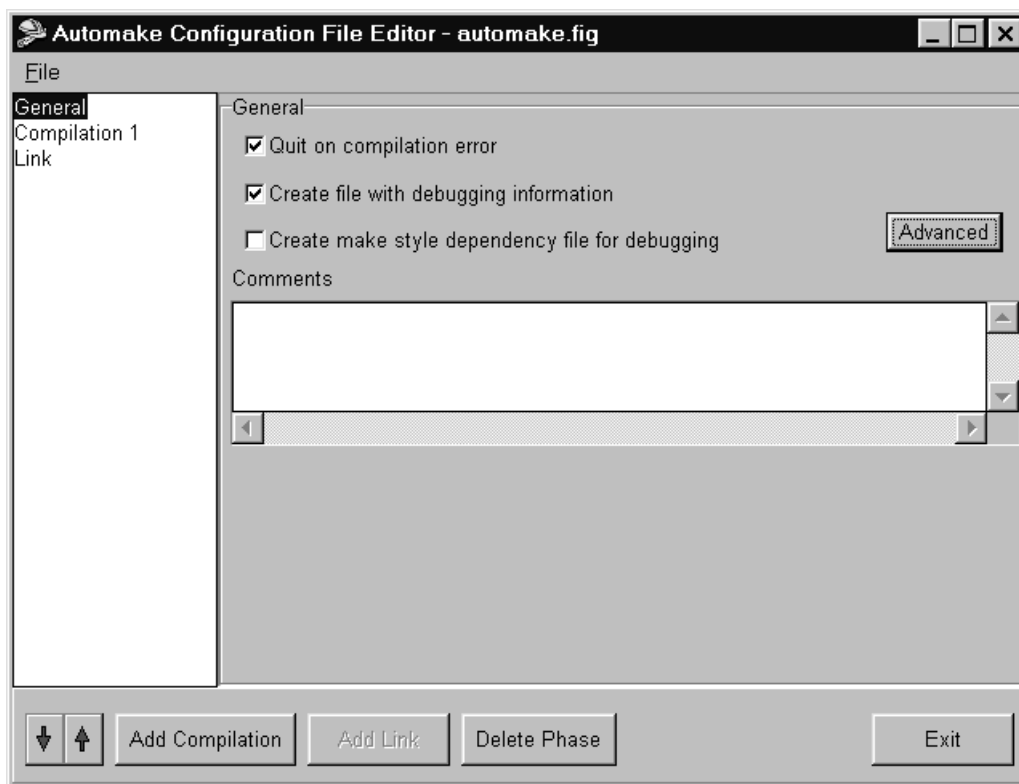 Automake Configuration File Editor - automake.fig
File
General
Compilation 1
Link
General
Quit on compilation error
Create file with debugging information
Create make style dependency file for debugging
Advanced
Comments
Add Compilation
Add Link
Delete Phase
Exit